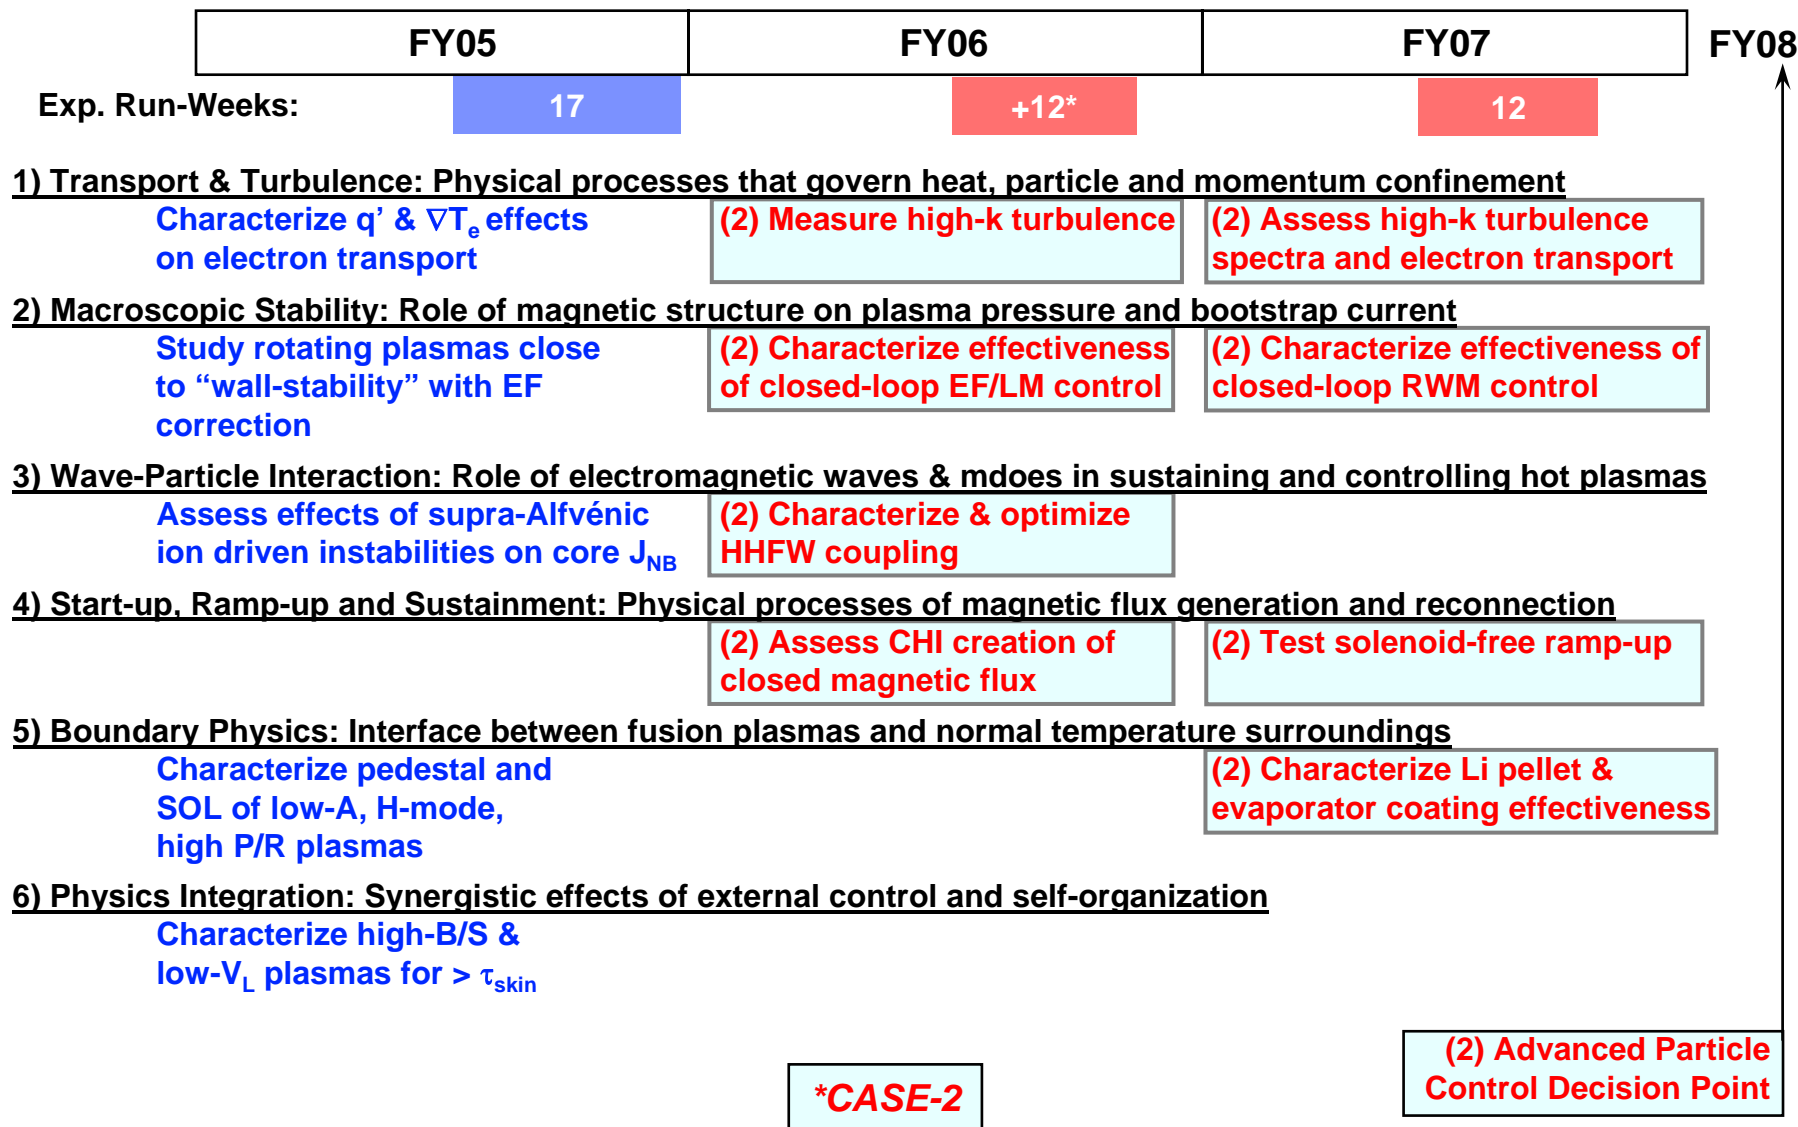 FY05 FY06 FY07 FY08
Exp. Run-Weeks: 17 +12* 12
1) Transport & Turbulence: Physical processes that govern heat, particle and momentum confinement
Characterize q’ & ∇Te effects
on electron transport
(2) Measure high-k turbulence
(2) Assess high-k turbulence
spectra and electron transport
2) Macroscopic Stability: Role of magnetic structure on plasma pressure and bootstrap current
Study rotating plasmas close
to “wall-stability” with EF
correction
(2) Characterize effectiveness
of closed-loop EF/LM control
(2) Characterize effectiveness of
closed-loop RWM control
3) Wave-Particle Interaction: Role of electromagnetic waves & mdoes in sustaining and controlling hot plasmas
Assess effects of supra-Alfvénic
ion driven instabilities on core JNB
(2) Characterize & optimize
HHFW coupling
4) Start-up, Ramp-up and Sustainment: Physical processes of magnetic flux generation and reconnection
(2) Assess CHI creation of
closed magnetic flux
(2) Test solenoid-free ramp-up
5) Boundary Physics: Interface between fusion plasmas and normal temperature surroundings
Characterize pedestal and
SOL of low-A, H-mode,
high P/R plasmas
(2) Characterize Li pellet &
evaporator coating effectiveness
6) Physics Integration: Synergistic effects of external control and self-organization
Characterize high-B/S &
low-VL plasmas for > τskin
(2) Advanced Particle
Control Decision Point
*CASE-2